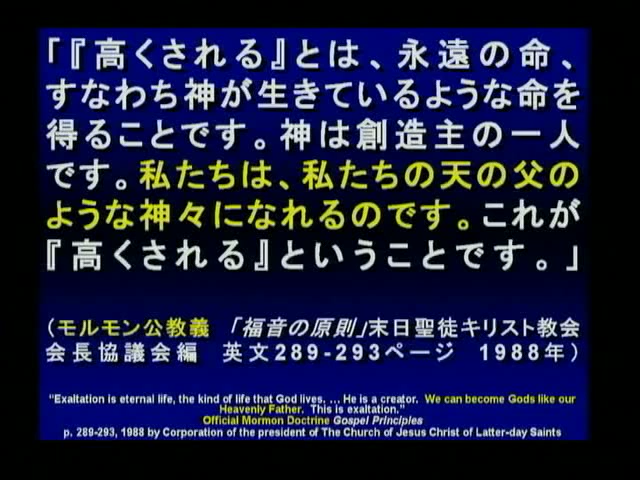 「『高くされる』とは、永遠の命、
すなわち神が生きているような命を
得ることです。神は創造主の一人
です。私たちは、私たちの天の父の
ような神々になれるのです。これが
『高くされる』ということです。」
（モルモン公教義　「福音の原則」末日聖徒キリスト教会
会長協議会編　英文289-293ページ　1988年）
“Exaltation is eternal life, the kind of life that God lives. ... He is a creator. We can become Gods like our
Heavenly Father. This is exaltation.”
Official Mormon Doctrine Gospel Principles
p. 289-293, 1988 by Corporation of the president of The Church of Jesus Christ of Latter-day Saints